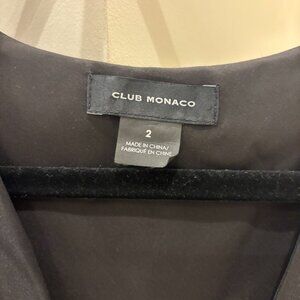 CLUB MONACO
2
MADE IN CHINA/
FABRIQUÉ EN CHINE